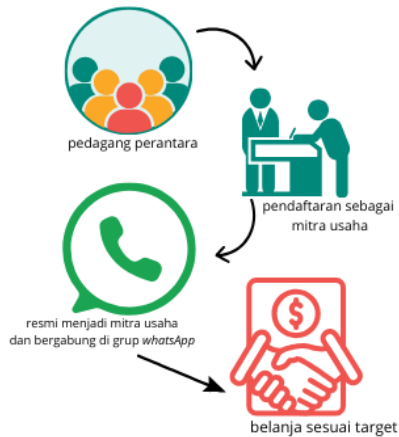 pedagang perantara
pendaftaran sebagai
mitra usaha
resmi menjadi mitra usaha
dan bergabung di grup whatsApp
$
belanja sesuai target